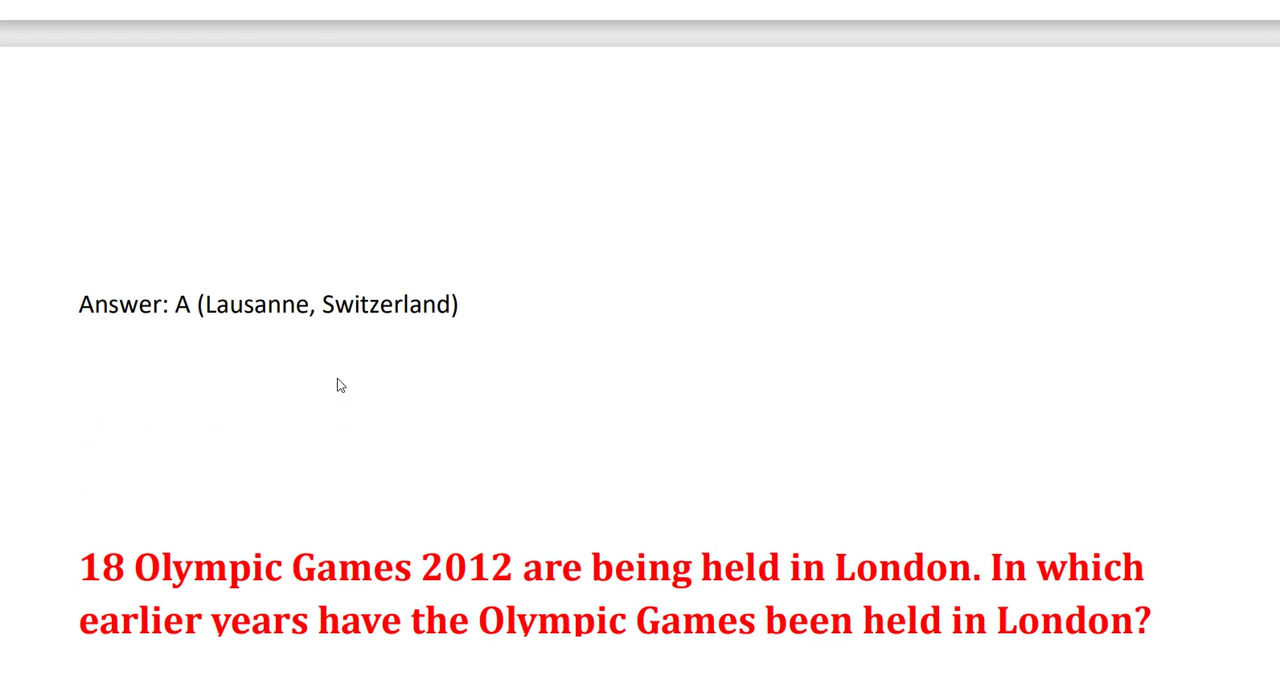 Answer: A (Lausanne, Switzerland)
18 Olympic Games 2012 are being held in London. In which
earlier years have the Olympic Games been held in London?